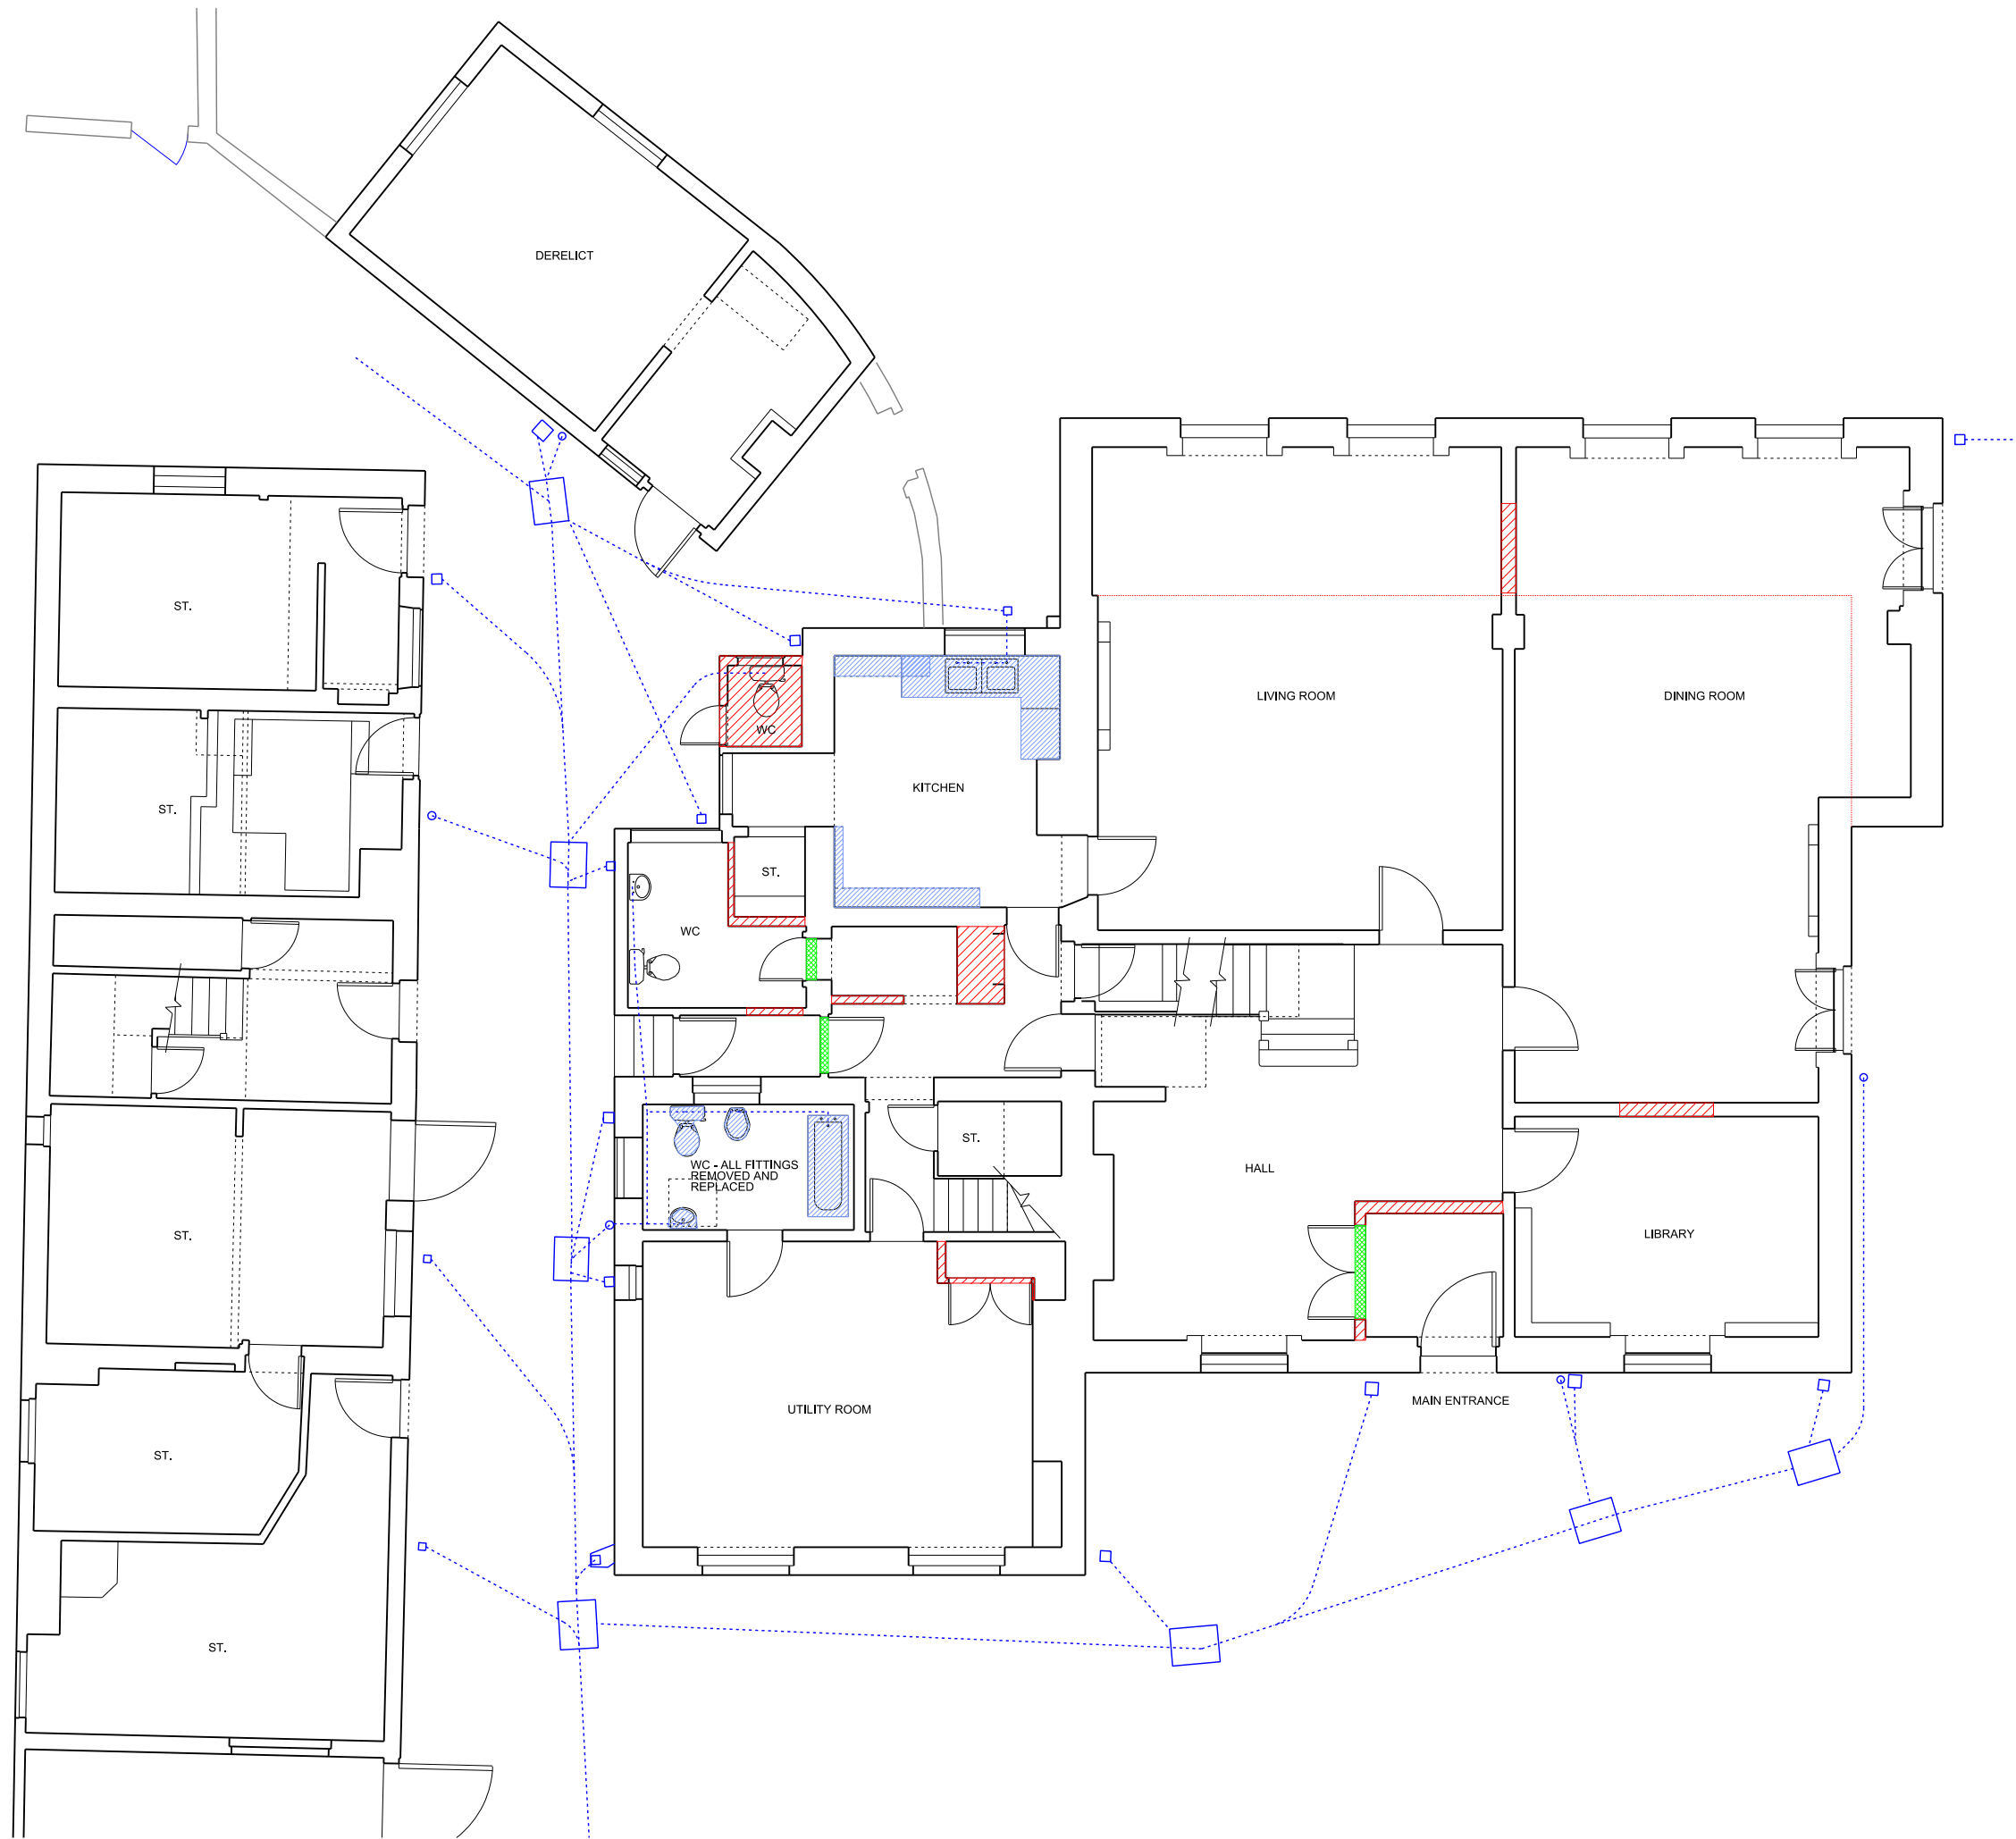 DERELICT
ST.
LIVING ROOM
DINING ROOM
WC
KITCHEN
ST.
ST.
WC
ST.
HALL
WC - ALL FITTINGS
REMOVED AND
REPLACED
ST.
LIBRARY
MAIN ENTRANCE
UTILITY ROOM
ST.
ST.